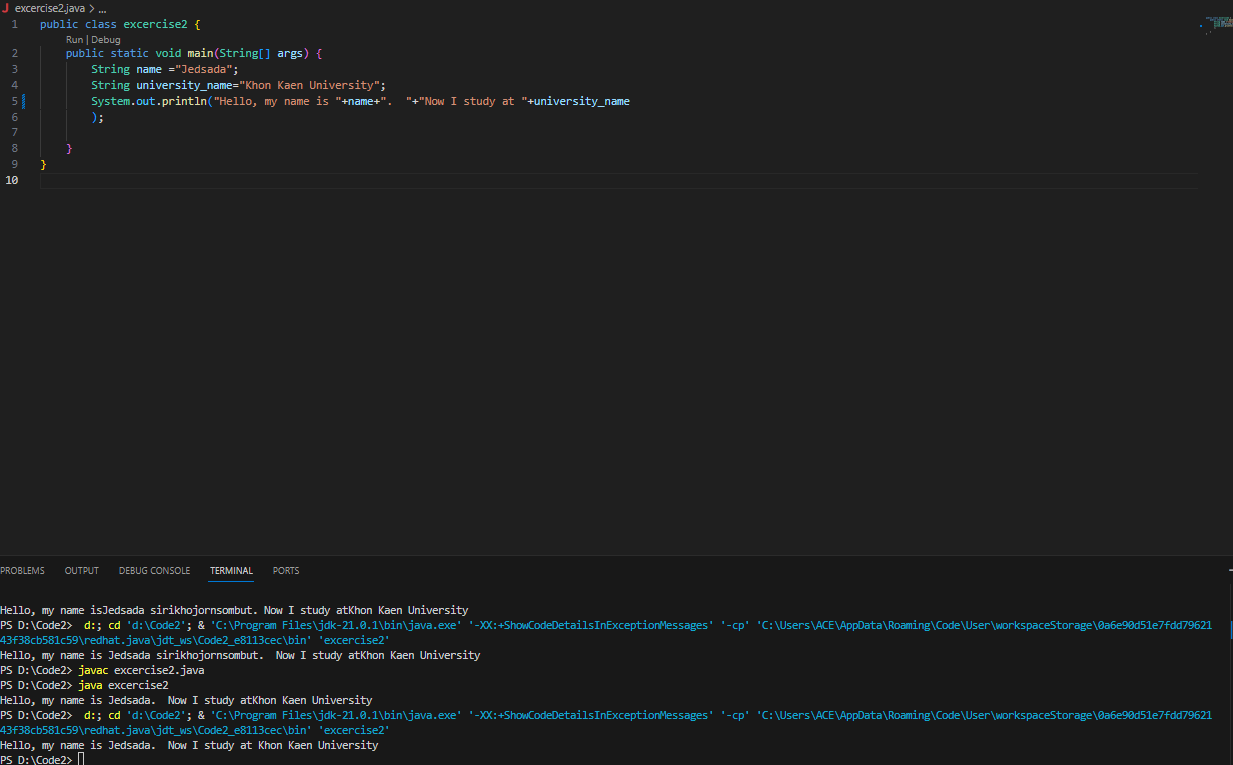 J excercise2.java > ...
1 public class excercise2 {
Run | Debug
2 public static void main(String[] args) {
3 String name ="Jedsada";
4 String university_name="Khon Kaen University";
5 System.out.println("Hello, my name is "+name+".  "+"Now I study at "+university_name
6 );
7
8 }
9 }
10
PROBLEMS OUTPUT DEBUG CONSOLE TERMINAL PORTS
Hello, my name isJedsada sirikhojornsombut. Now I study atKhon Kaen University
PS D:\Code2>  d:; cd 'd:\Code2'; & 'C:\Program Files\jdk-21.0.1\bin\java.exe' '-XX:+ShowCodeDetailsInExceptionMessages' '-cp' 'C:\Users\ACE\AppData\Roaming\Code\User\workspaceStorage\0a6e90d51e7fdd79621
43f38cb581c59\redhat.java\jdt_ws\Code2_e8113cec\bin' 'excercise2'
Hello, my name is Jedsada sirikhojornsombut.  Now I study atKhon Kaen University
PS D:\Code2> javac excercise2.java
PS D:\Code2> java excercise2
Hello, my name is Jedsada.  Now I study atKhon Kaen University
PS D:\Code2>  d:; cd 'd:\Code2'; & 'C:\Program Files\jdk-21.0.1\bin\java.exe' '-XX:+ShowCodeDetailsInExceptionMessages' '-cp' 'C:\Users\ACE\AppData\Roaming\Code\User\workspaceStorage\0a6e90d51e7fdd79621
43f38cb581c59\redhat.java\jdt_ws\Code2_e8113cec\bin' 'excercise2'
Hello, my name is Jedsada.  Now I study at Khon Kaen University
PS D:\Code2>